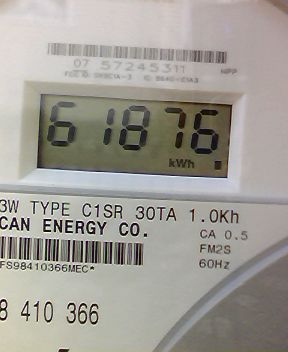 07 57245311
NPP
61876
kWh
3W TYPE C1SR 30TA 1.0Kh
CAN ENERGY CO.
CA 0.5
FM2S
FS98410366MEC*
60Hz
8 410 366